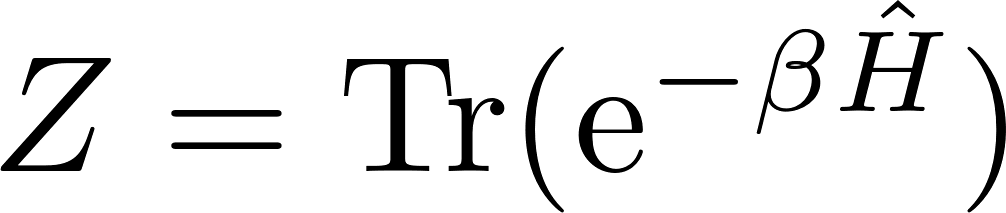 Z = Tr(e^{-βĤ})